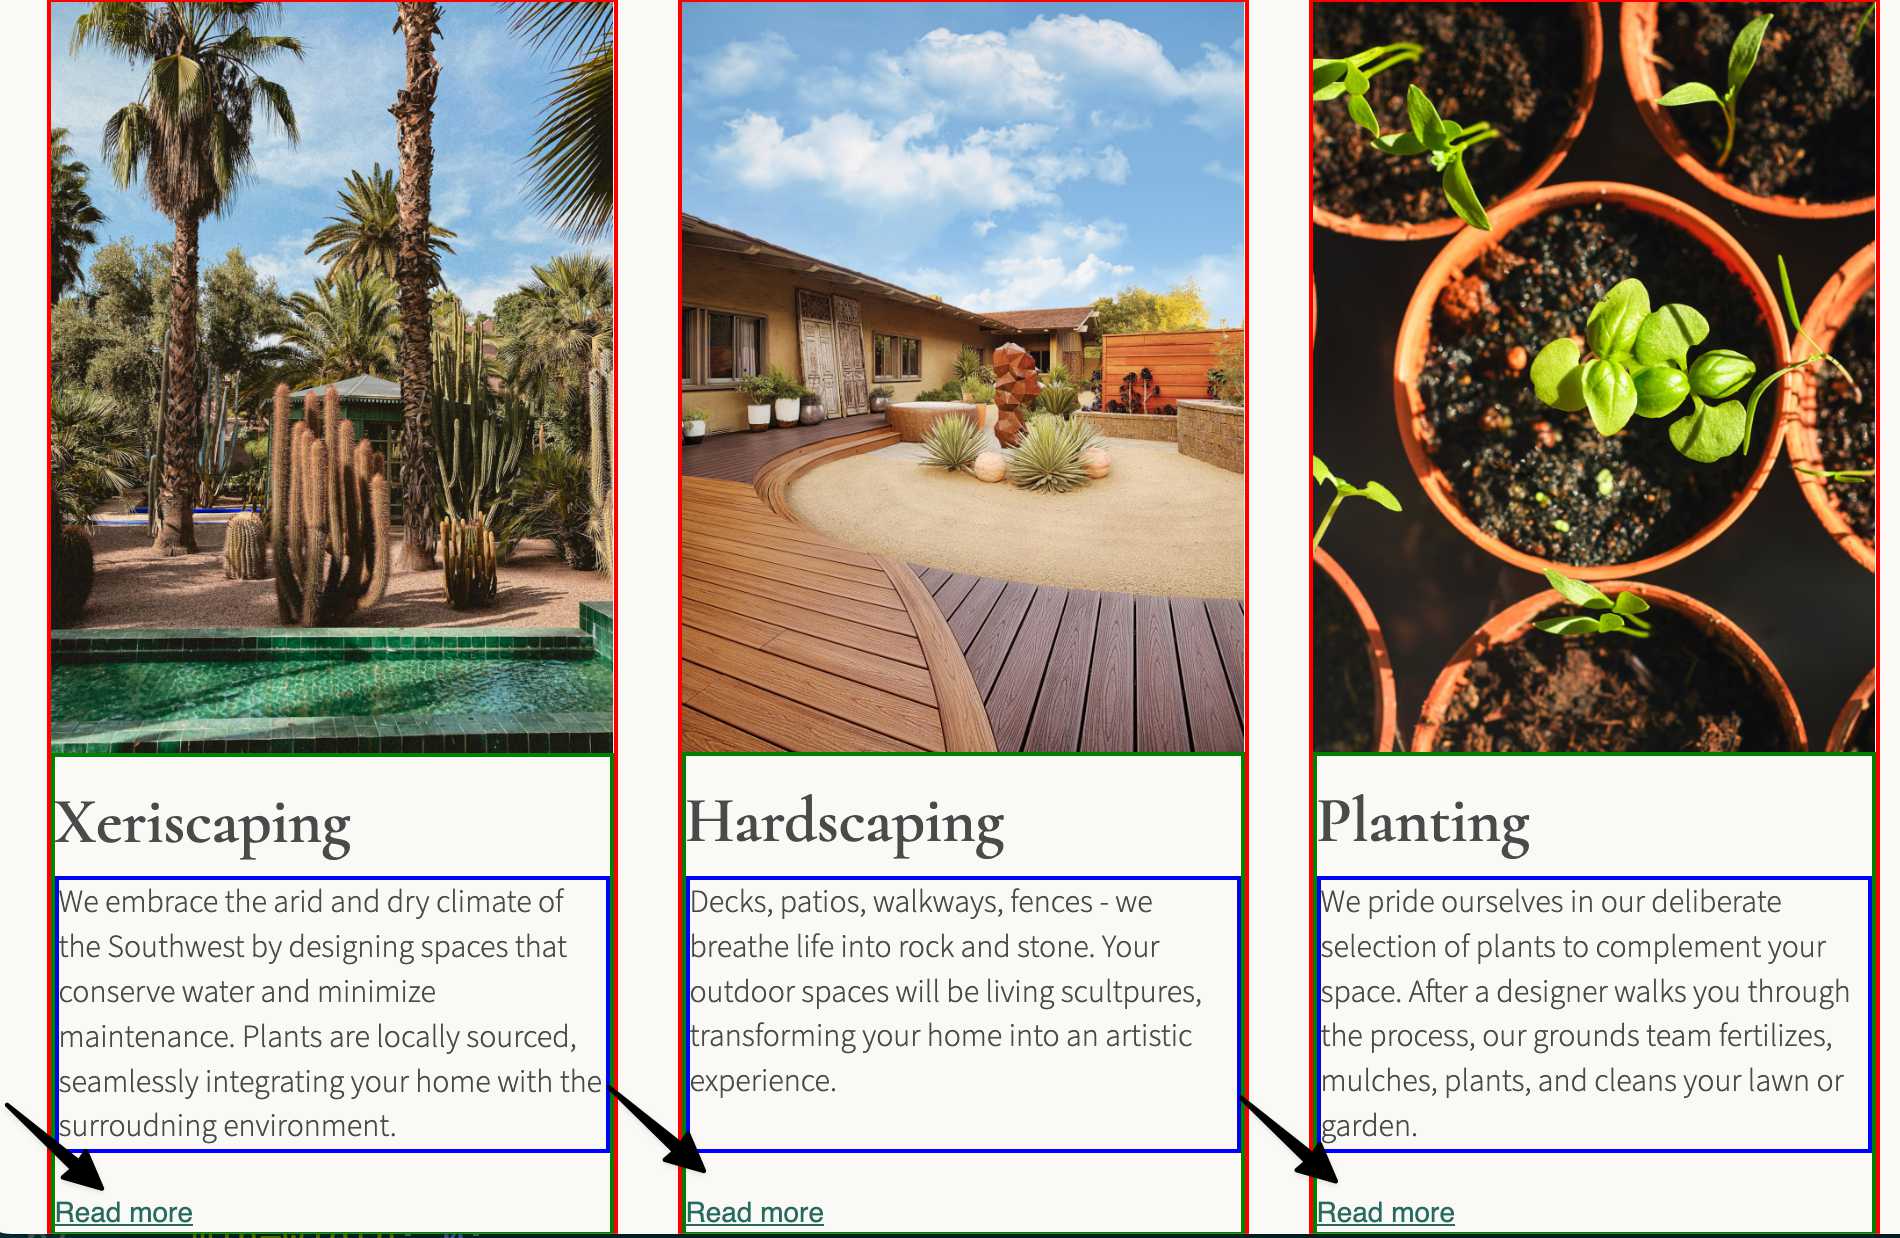 Xeriscaping
We embrace the arid and dry climate of
the Southwest by designing spaces that
conserve water and minimize
maintenance. Plants are locally sourced,
seamlessly integrating your home with the
surroudning environment.
Read more
Hardscaping
Decks, patios, walkways, fences - we
breathe life into rock and stone. Your
outdoor spaces will be living scultpures,
transforming your home into an artistic
experience.
Read more
Planting
We pride ourselves in our deliberate
selection of plants to complement your
space. After a designer walks you through
the process, our grounds team fertilizes,
mulches, plants, and cleans your lawn or
garden.
Read more